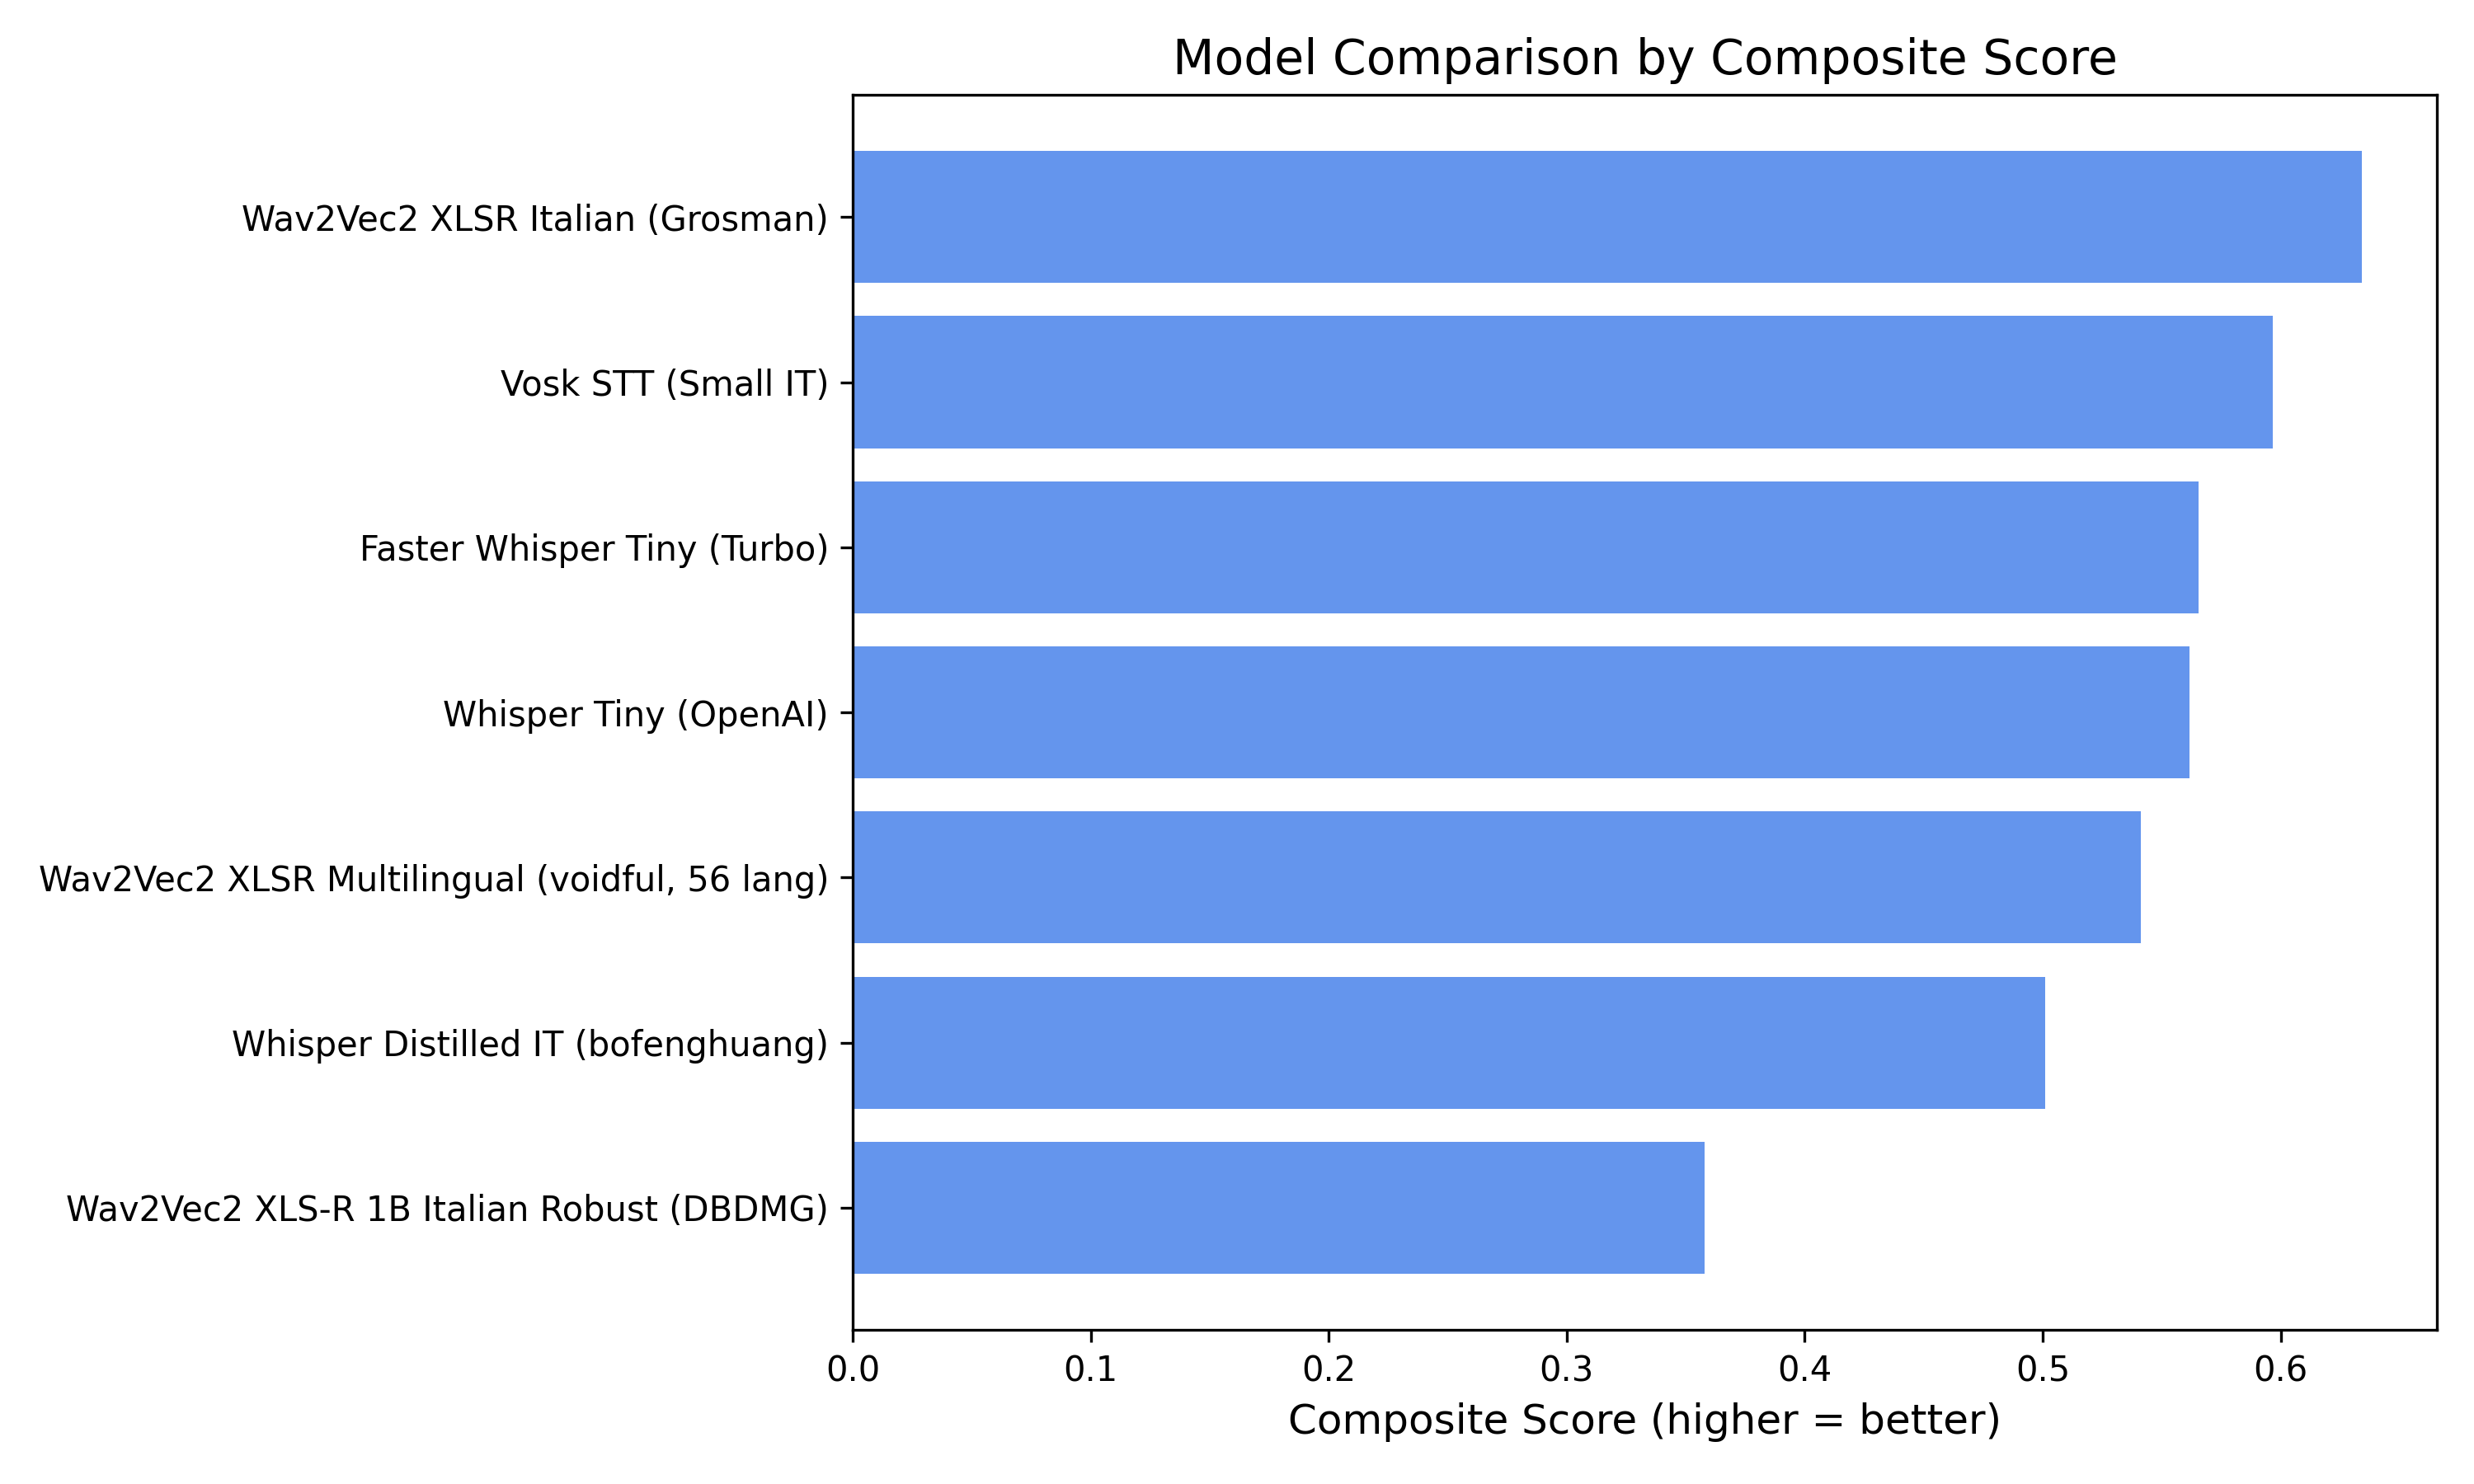 Model Comparison by Composite Score
Wav2Vec2 XLSR Italian (Grosman)
Vosk STT (Small IT)
Faster Whisper Tiny (Turbo)
Whisper Tiny (OpenAI)
Wav2Vec2 XLSR Multilingual (voidful, 56 lang)
Whisper Distilled IT (bofenghuang)
Wav2Vec2 XLS-R 1B Italian Robust (DBDMG)
0.0 0.1 0.2 0.3 0.4 0.5 0.6
Composite Score (higher = better)